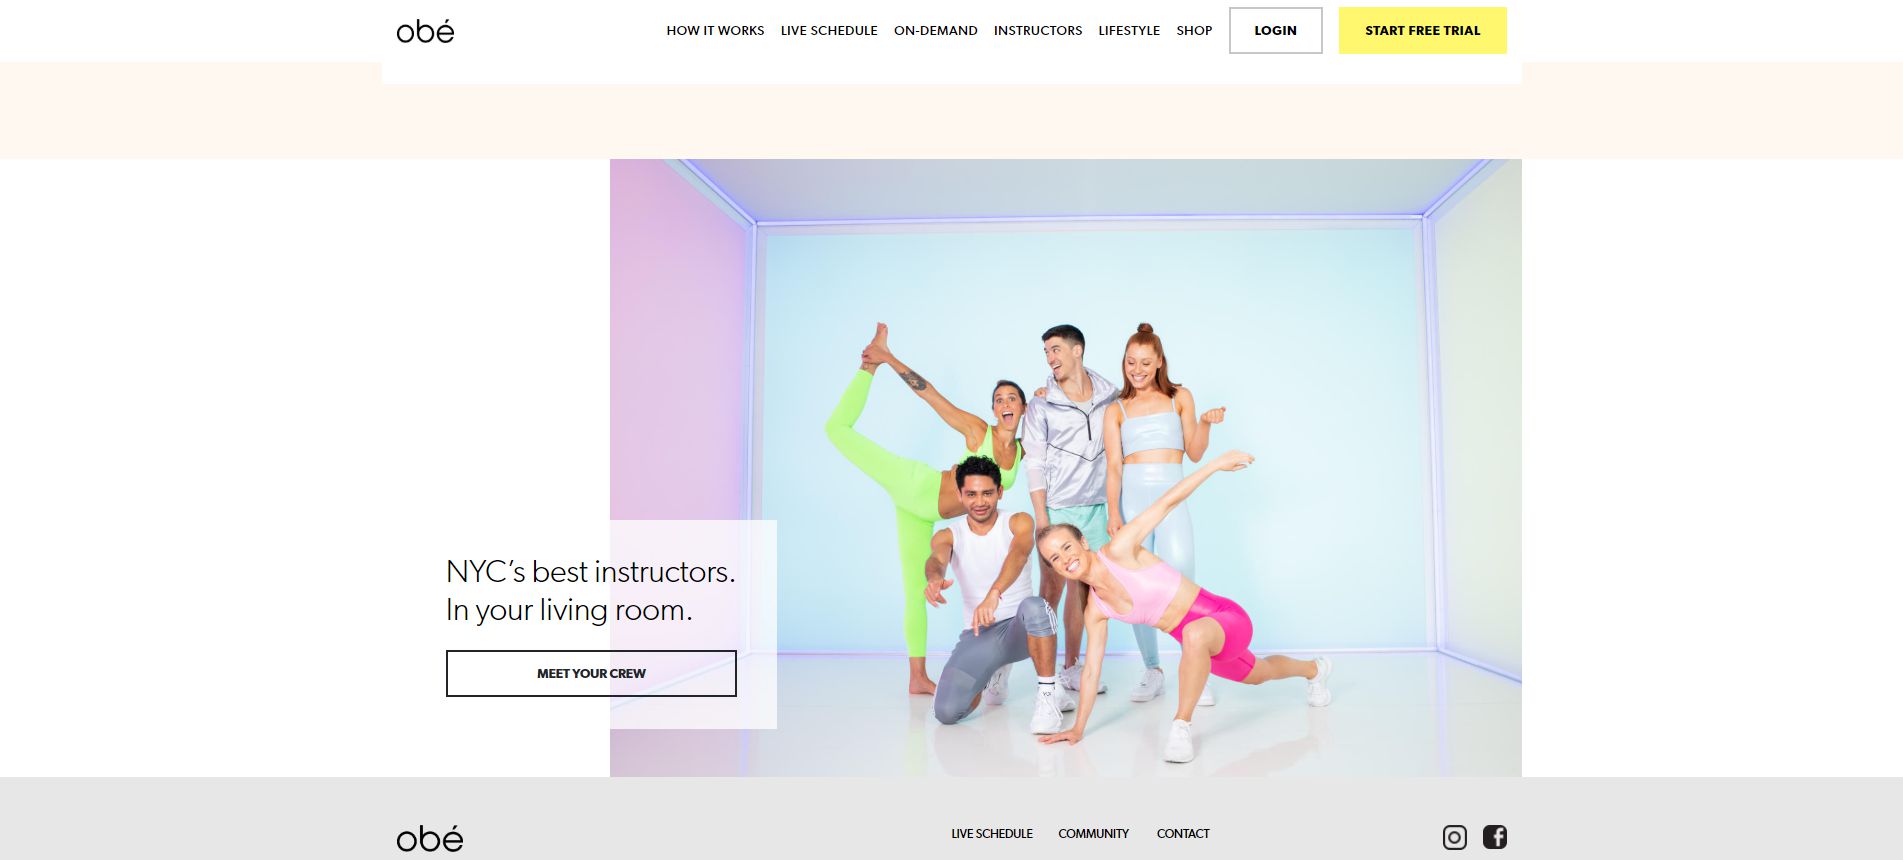 obé
HOW IT WORKS
LIVE SCHEDULE
ON-DEMAND
INSTRUCTORS
LIFESTYLE
SHOP
LOGIN
START FREE TRIAL
NYC’s best instructors.
In your living room.
MEET YOUR CREW
obé
LIVE SCHEDULE
COMMUNITY
CONTACT